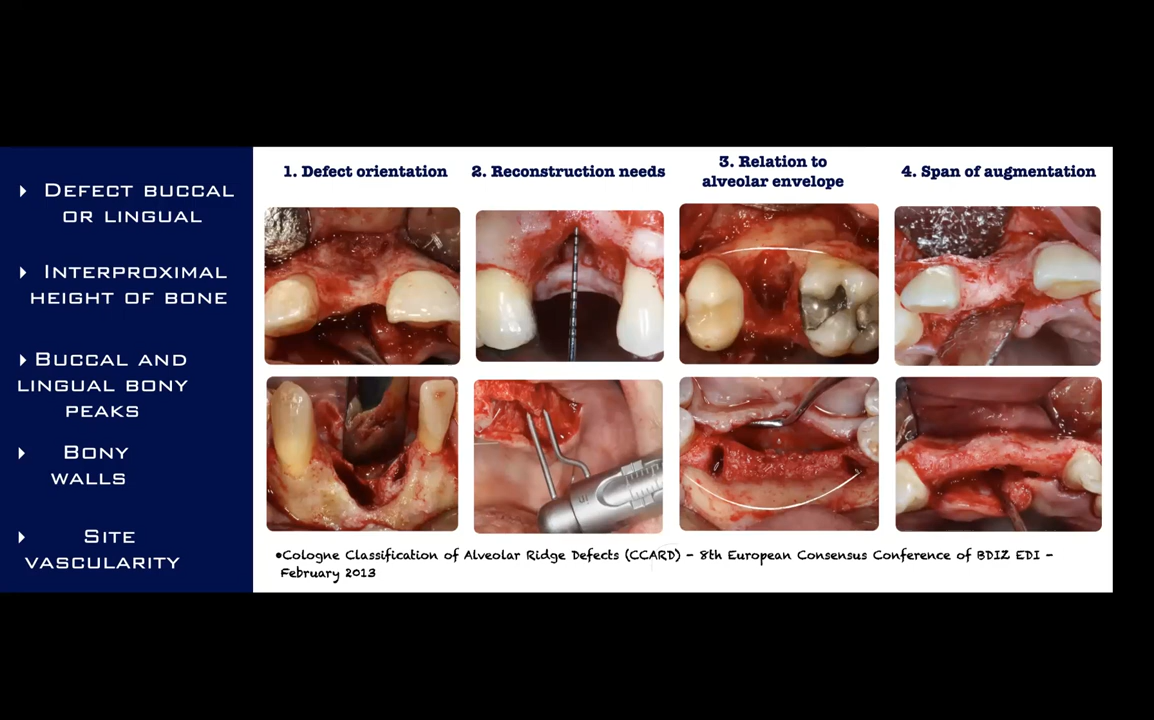 DEFECT BUCCAL
OR LINGUAL
INTERPROXIMAL
HEIGHT OF BONE
BUCCAL AND
LINGUAL BONY
PEAKS
BONY
WALLS
SITE
VASCULARITY
1. Defect orientation
2. Reconstruction needs
3. Relation to
alveolar envelope
4. Span of augmentation
•Cologne Classification of Alveolar Ridge Defects (CCARD) - 8th European Consensus Conference of BDIZ EDI -
February 2013